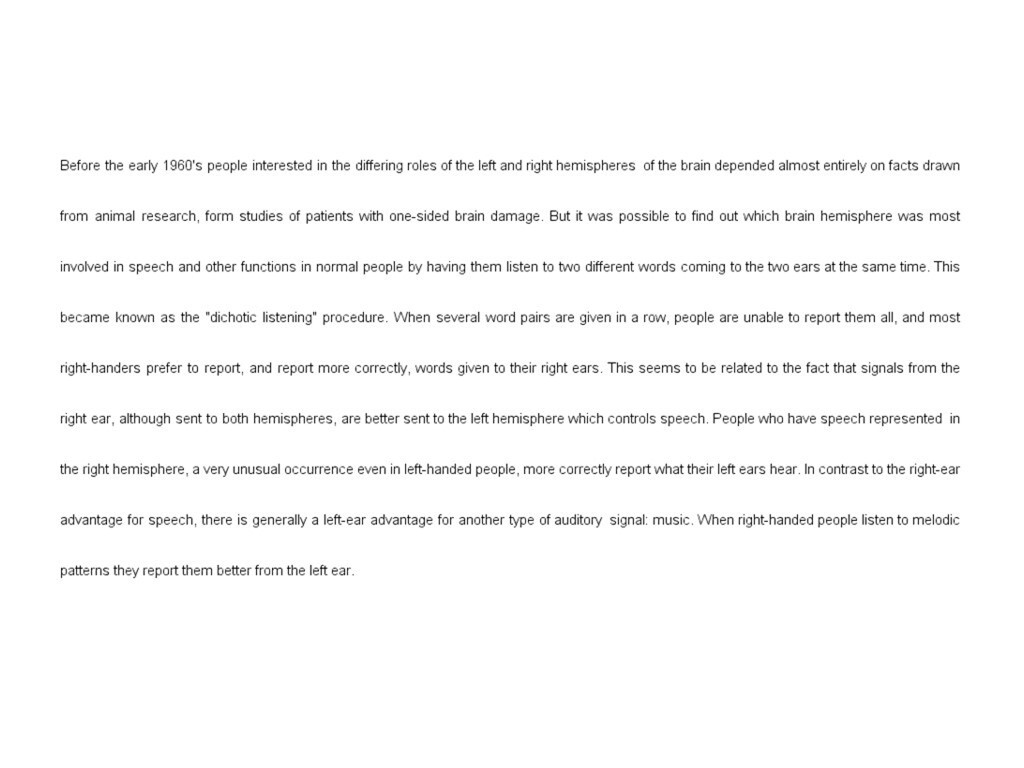 Before the early 1960's people interested in the differing roles of the left and right hemispheres of the brain depended almost entirely on facts drawn
from animal research, form studies of patients with one-sided brain damage. But it was possible to find out which brain hemisphere was most
involved in speech and other functions in normal people by having them listen to two different words coming to the two ears at the same time. This
became known as the "dichotic listening" procedure. When several word pairs are given in a row, people are unable to report them all, and most
right-handers prefer to report, and report more correctly, words given to their right ears. This seems to be related to the fact that signals from the
right ear, although sent to both hemispheres, are better sent to the left hemisphere which controls speech. People who have speech represented in
the right hemisphere, a very unusual occurrence even in left-handed people, more correctly report what their left ears hear. In contrast to the right-ear
advantage for speech, there is generally a left-ear advantage for another type of auditory signal: music. When right-handed people listen to melodic
patterns they report them better from the left ear.